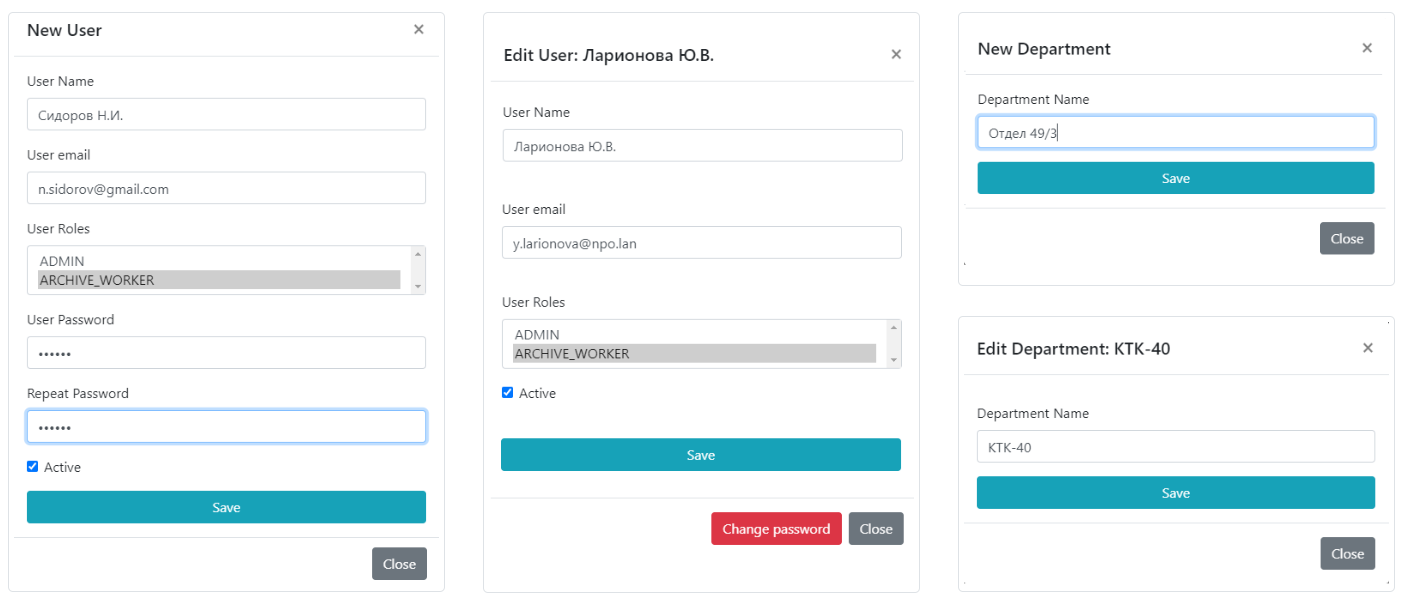 New User
×
User Name
Сидоров Н.И.
User email
n.sidorov@gmail.com
User Roles
ADMIN
ARCHIVE_WORKER
User Password
••••••
Repeat Password
••••••
Active
Save
Close
Edit User: Ларионова Ю.В.
×
User Name
Ларионова Ю.В.
User email
y.larionova@npo.lan
User Roles
ADMIN
ARCHIVE_WORKER
Active
Save
Change password
Close
New Department
×
Department Name
Отдел 49/3
Save
Close
Edit Department: КТК-40
×
Department Name
КТК-40
Save
Close